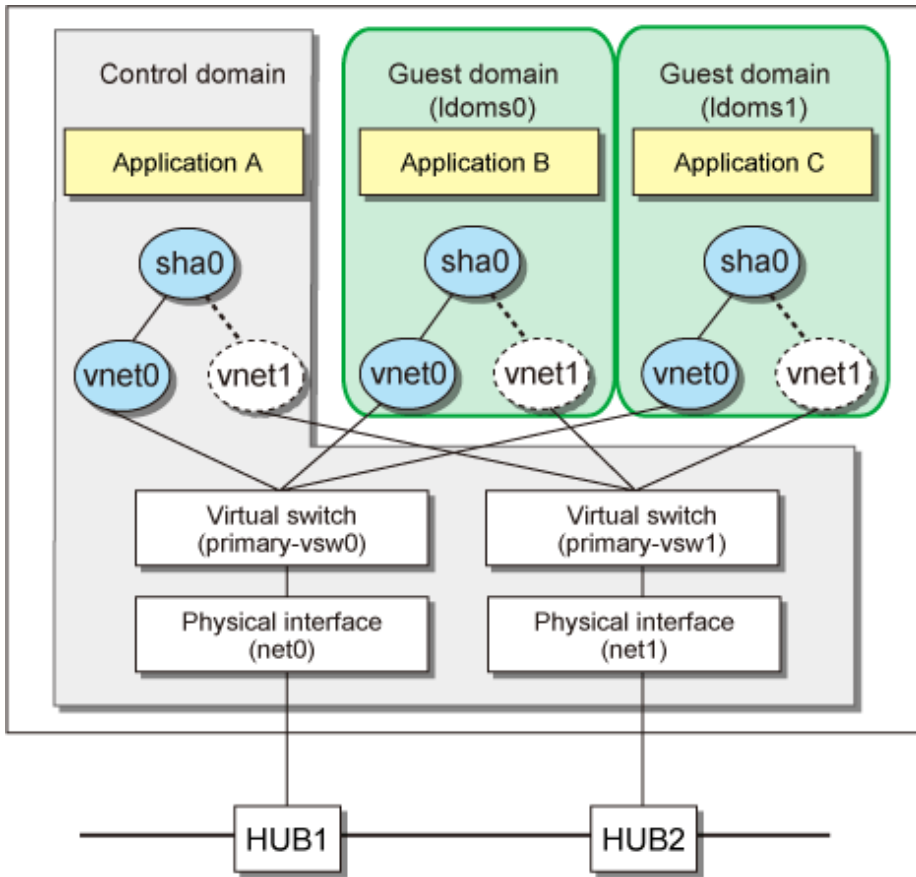 Control domain
Guest domain
(ldoms0)
Guest domain
(ldoms1)
Application A
Application B
Application C
sha0
sha0
sha0
vnet0
vnet1
vnet0
vnet1
vnet0
vnet1
Virtual switch
(primary-vsw0)
Virtual switch
(primary-vsw1)
Physical interface
(net0)
Physical interface
(net1)
HUB1
HUB2